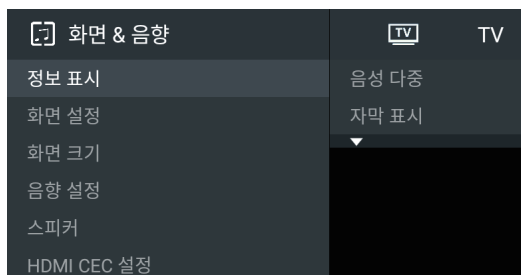 화면 & 음향
정보 표시
화면 설정
화면 크기
음향 설정
스피커
HDMI CEC 설정
TV TV
음성 다중
자막 표시